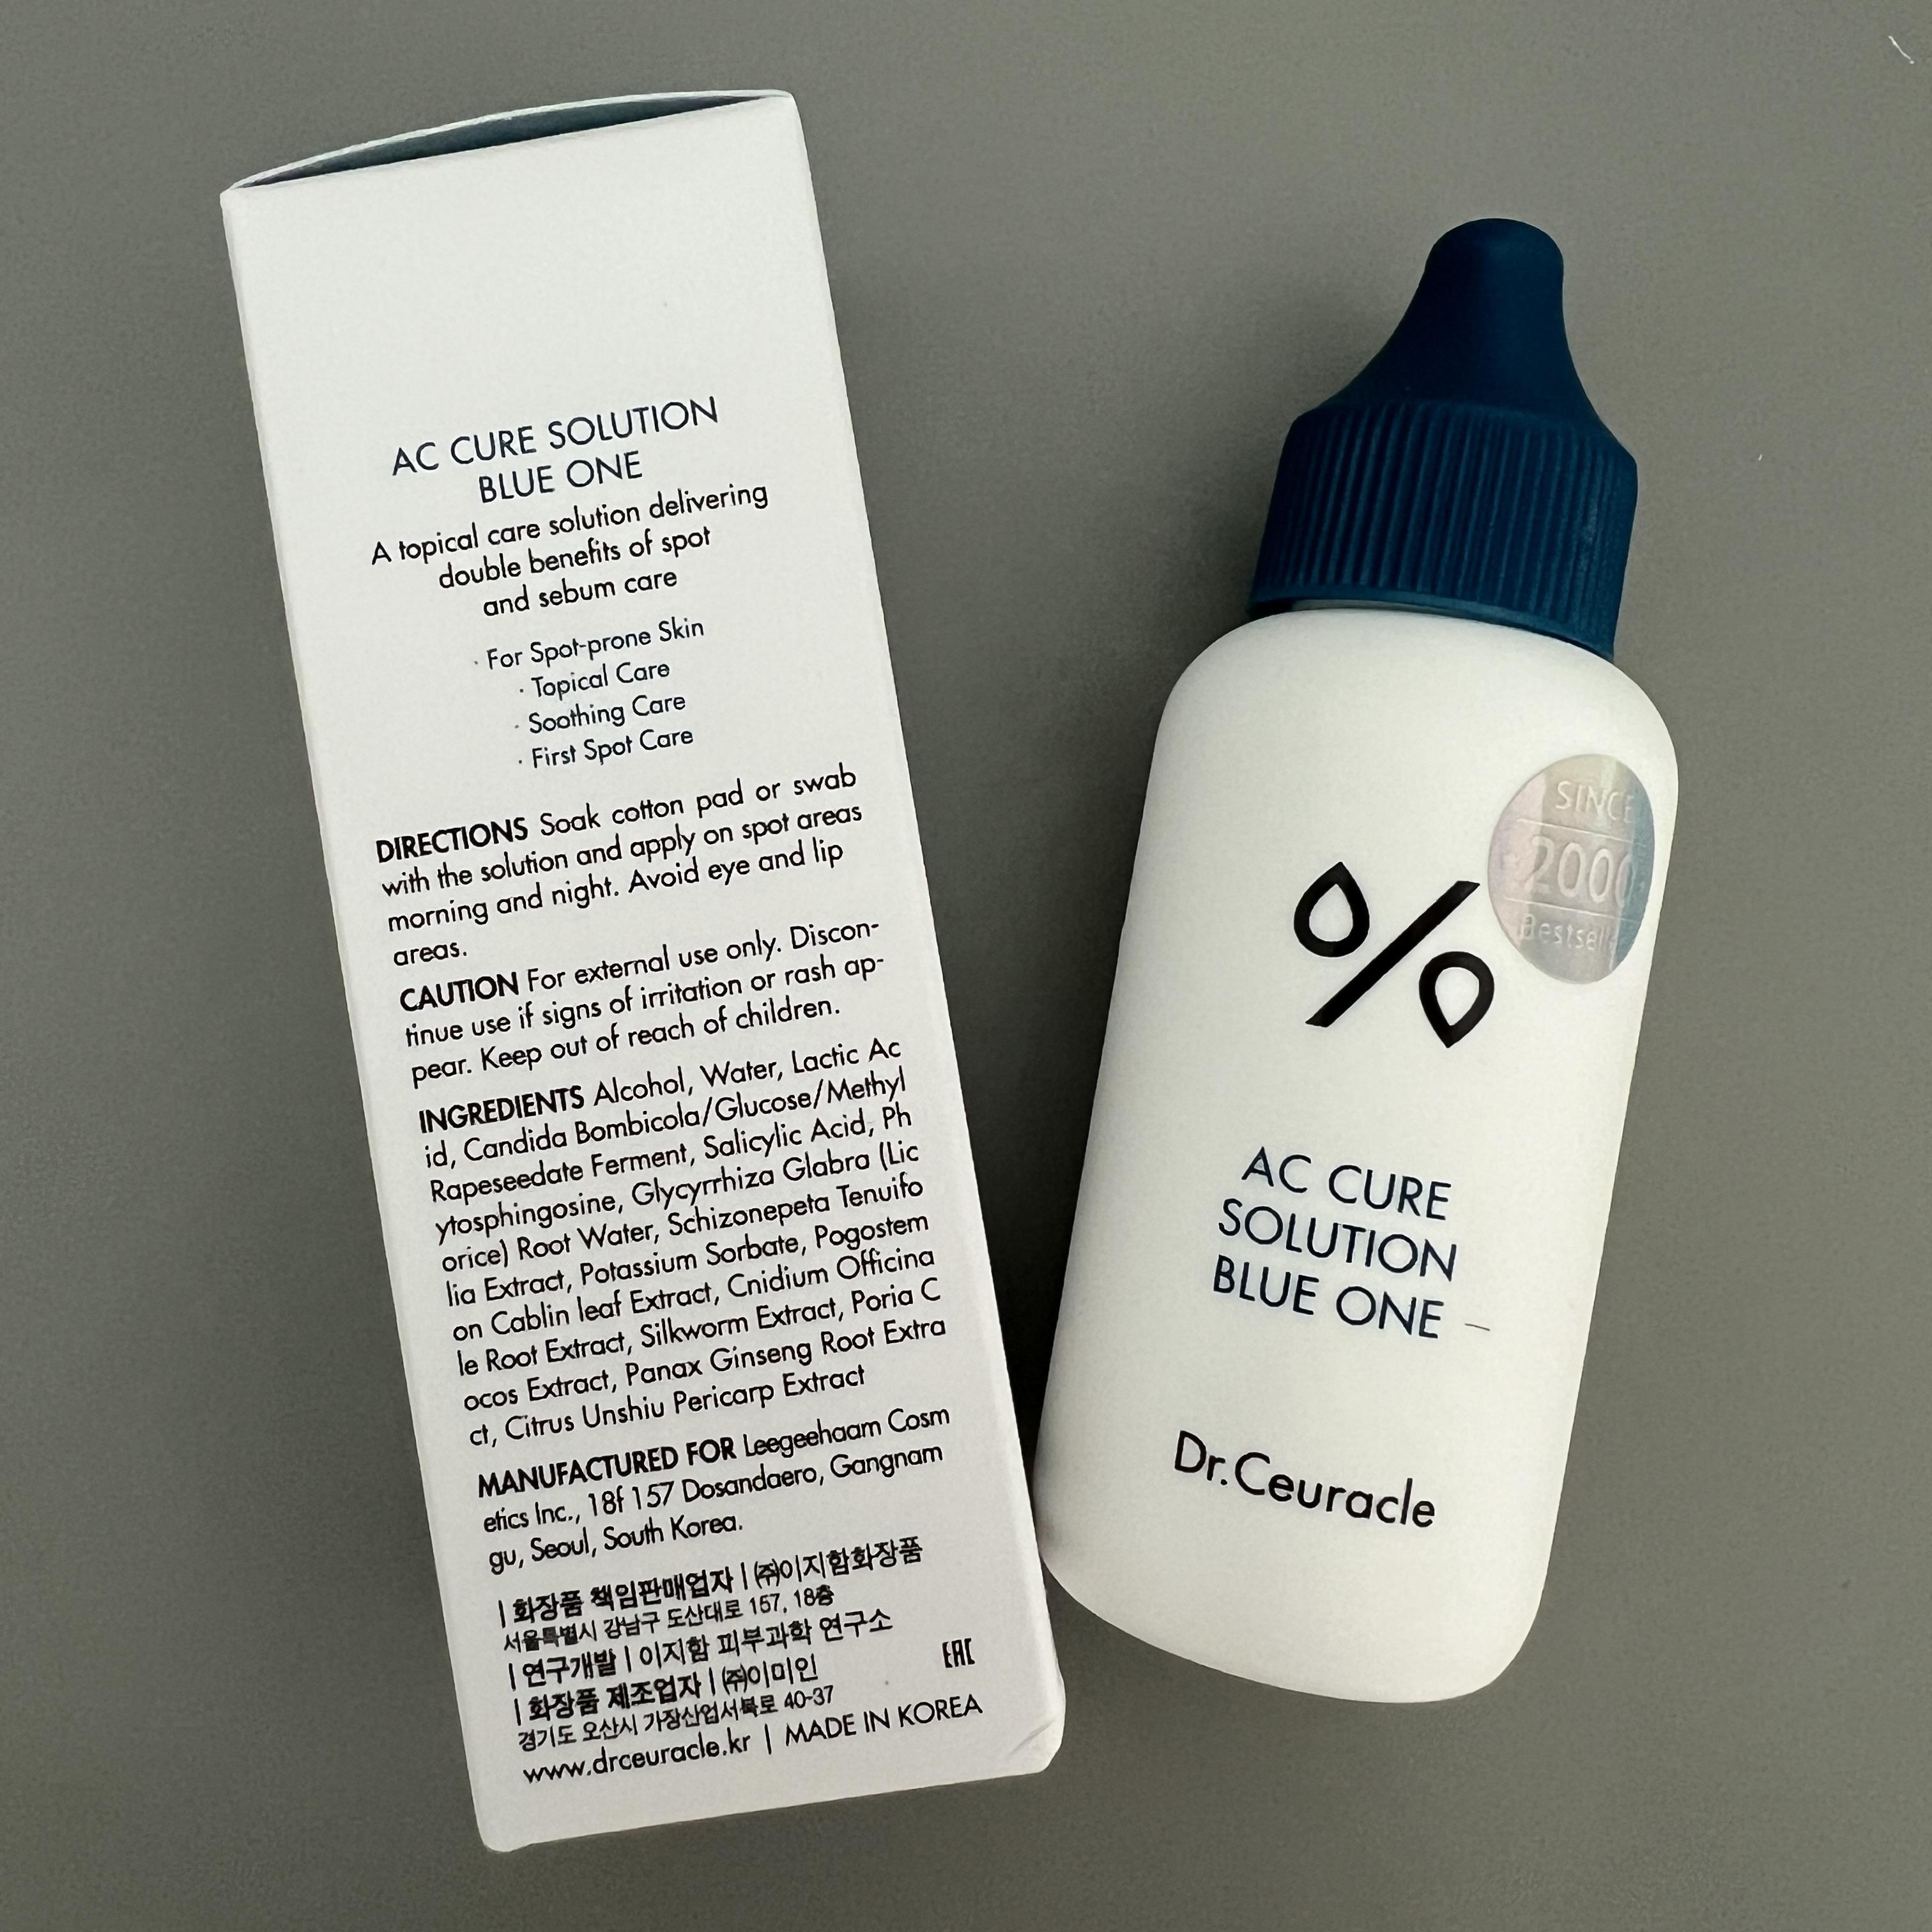 AC CURE SOLUTION
BLUE ONE
A topical care solution delivering
double benefits of spot
and sebum care
· For Spot-prone Skin
· Topical Care
· Soothing Care
· First Spot Care
DIRECTIONS Soak cotton pad or swab
with the solution and apply on spot areas
morning and night. Avoid eye and lip
areas.
CAUTION For external use only. Discon-
tinue use if signs of irritation or rash ap-
pear. Keep out of reach of children.
INGREDIENTS Alcohol, Water, Lactic Ac
id, Candida Bombicola/Glucose/Methyl
Rapeseedate Ferment, Salicylic Acid, Ph
ytosphingosine, Glycyrrhiza Glabra (Lic
orice) Root Water, Schizonepeta Tenuifo
lia Extract, Potassium Sorbate, Pogostem
on Cablin leaf Extract, Cnidium Officina
le Root Extract, Silkworm Extract, Poria C
ocos Extract, Panax Ginseng Root Extra
ct, Citrus Unshiu Pericarp Extract
MANUFACTURED FOR Leegeehaam Cosm
etics Inc., 18f 157 Dosandaero, Gangnam
gu, Seoul, South Korea.
| 화장품 책임판매업자 | ㈜이지함화장품
서울특별시 강남구 도산대로 157, 18층
| 연구개발 | 이지함 피부과학 연구소
| 화장품 제조업자 | ㈜이미인
경기도 오산시 가장산업서북로 40-37
EAC
www.drceuracle.kr | MADE IN KOREA
SINCE
2000
Bestsell
%
AC CURE
SOLUTION
BLUE ONE
Dr.Ceuracle